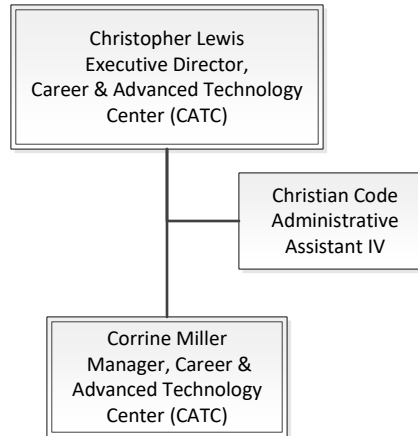 Christopher Lewis
Executive Director,
Career & Advanced Technology
Center (CATC)
Christian Code
Administrative
Assistant IV
Corrine Miller
Manager, Career &
Advanced Technology
Center (CATC)